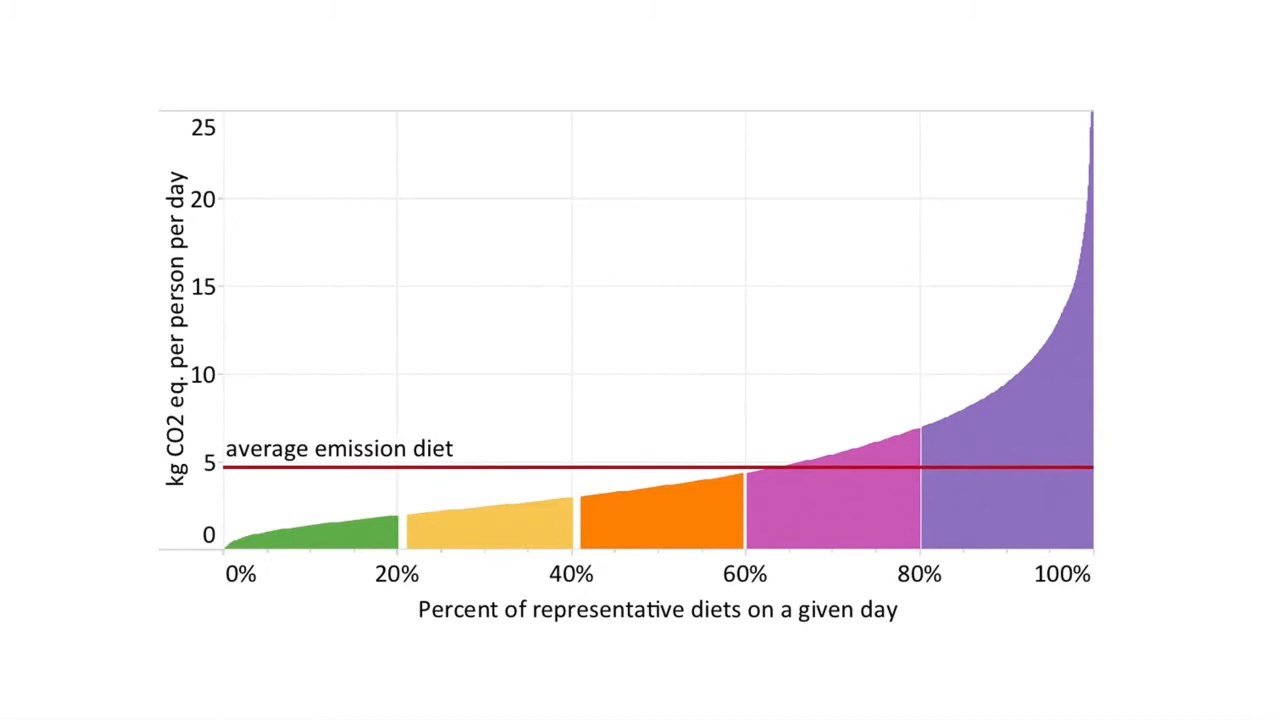 kg CO2 eq. per person per day
25
20
15
10
5
0
average emission diet
0% 20% 40% 60% 80% 100%
Percent of representative diets on a given day